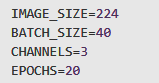 IMAGE_SIZE=224
BATCH_SIZE=40
CHANNELS=3
EPOCHS=20